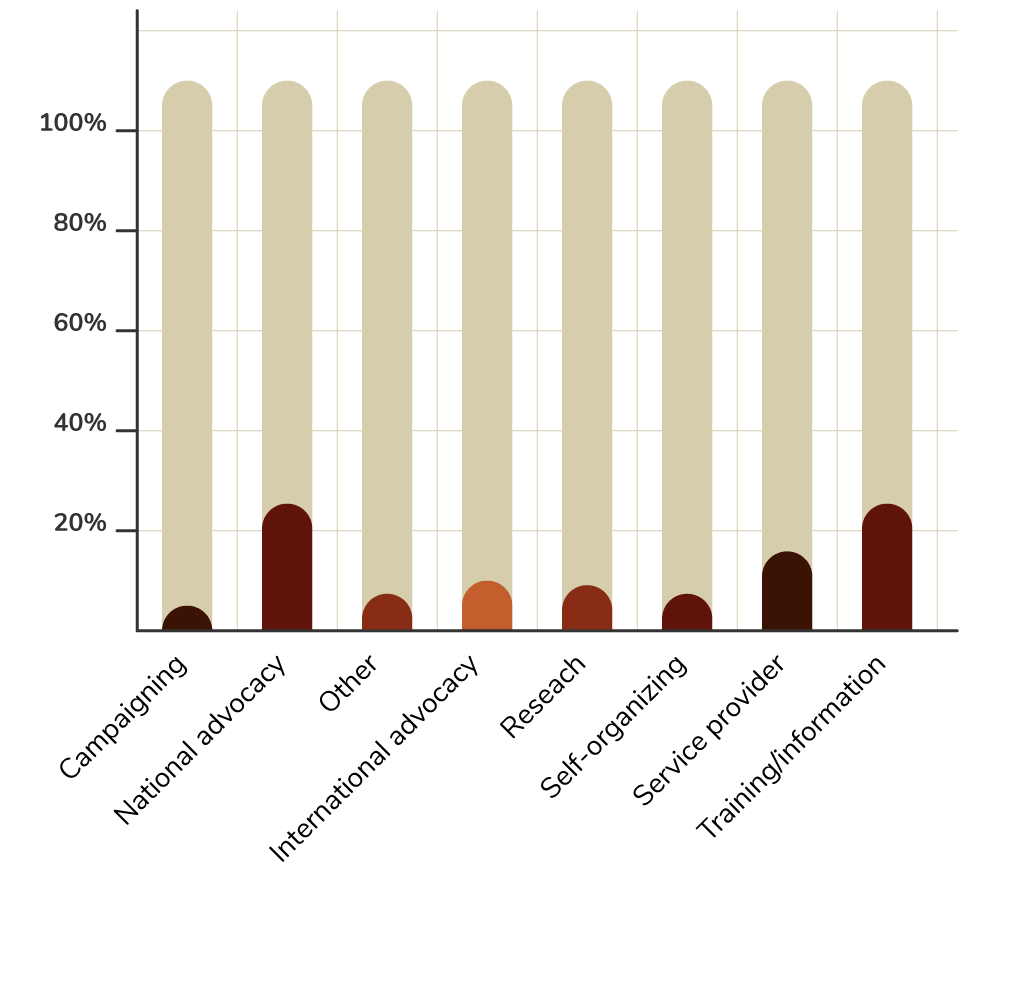 100%
80%
60%
40%
20%
Campaigning
National advocacy
Other
International advocacy
Reseach
Self-organizing
Service provider
Training/information